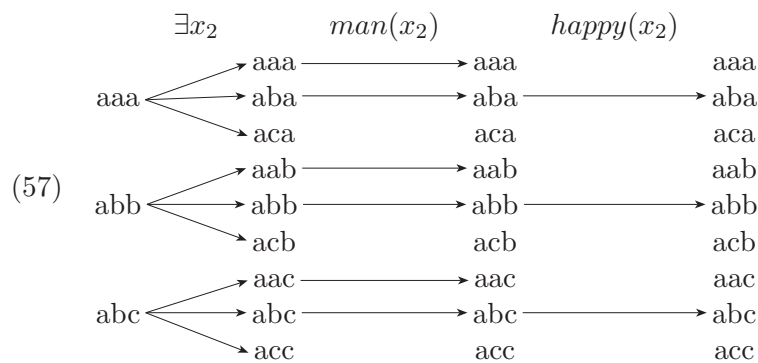 ∃x₂ man(x₂) happy(x₂)
aaa aaa aaa
aaa aba aba aba
aca aca aca
aab aab aab
(57) abb abb abb abb
acb acb acb
aac aac aac
abc abc abc abc
acc acc acc